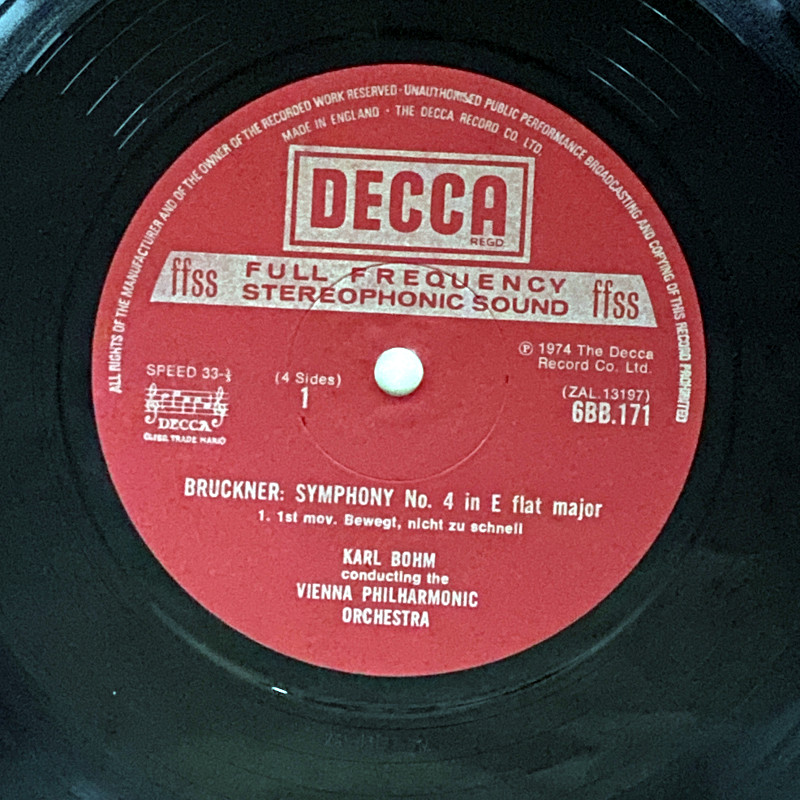 ALL RIGHTS OF THE MANUFACTURER AND OF THE OWNER OF THE RECORDED WORK RESERVED · UNAUTHORISED PUBLIC PERFORMANCE BROADCASTING AND COPYING OF THIS RECORD PROHIBITED
MADE IN ENGLAND · THE DECCA RECORD CO. LTD.
DECCA
REGD.
ffss FULL FREQUENCY ffss
STEREOPHONIC SOUND
℗ 1974 The Decca
Record Co. Ltd.
SPEED 33-⅓
(4 Sides)
1
(ZAL.13197)
6BB.171
DECCA
TRADE MARK
BRUCKNER: SYMPHONY No. 4 in E flat major
1. 1st mov. Bewegt, nicht zu schnell
KARL BOHM
conducting the
VIENNA PHILHARMONIC
ORCHESTRA